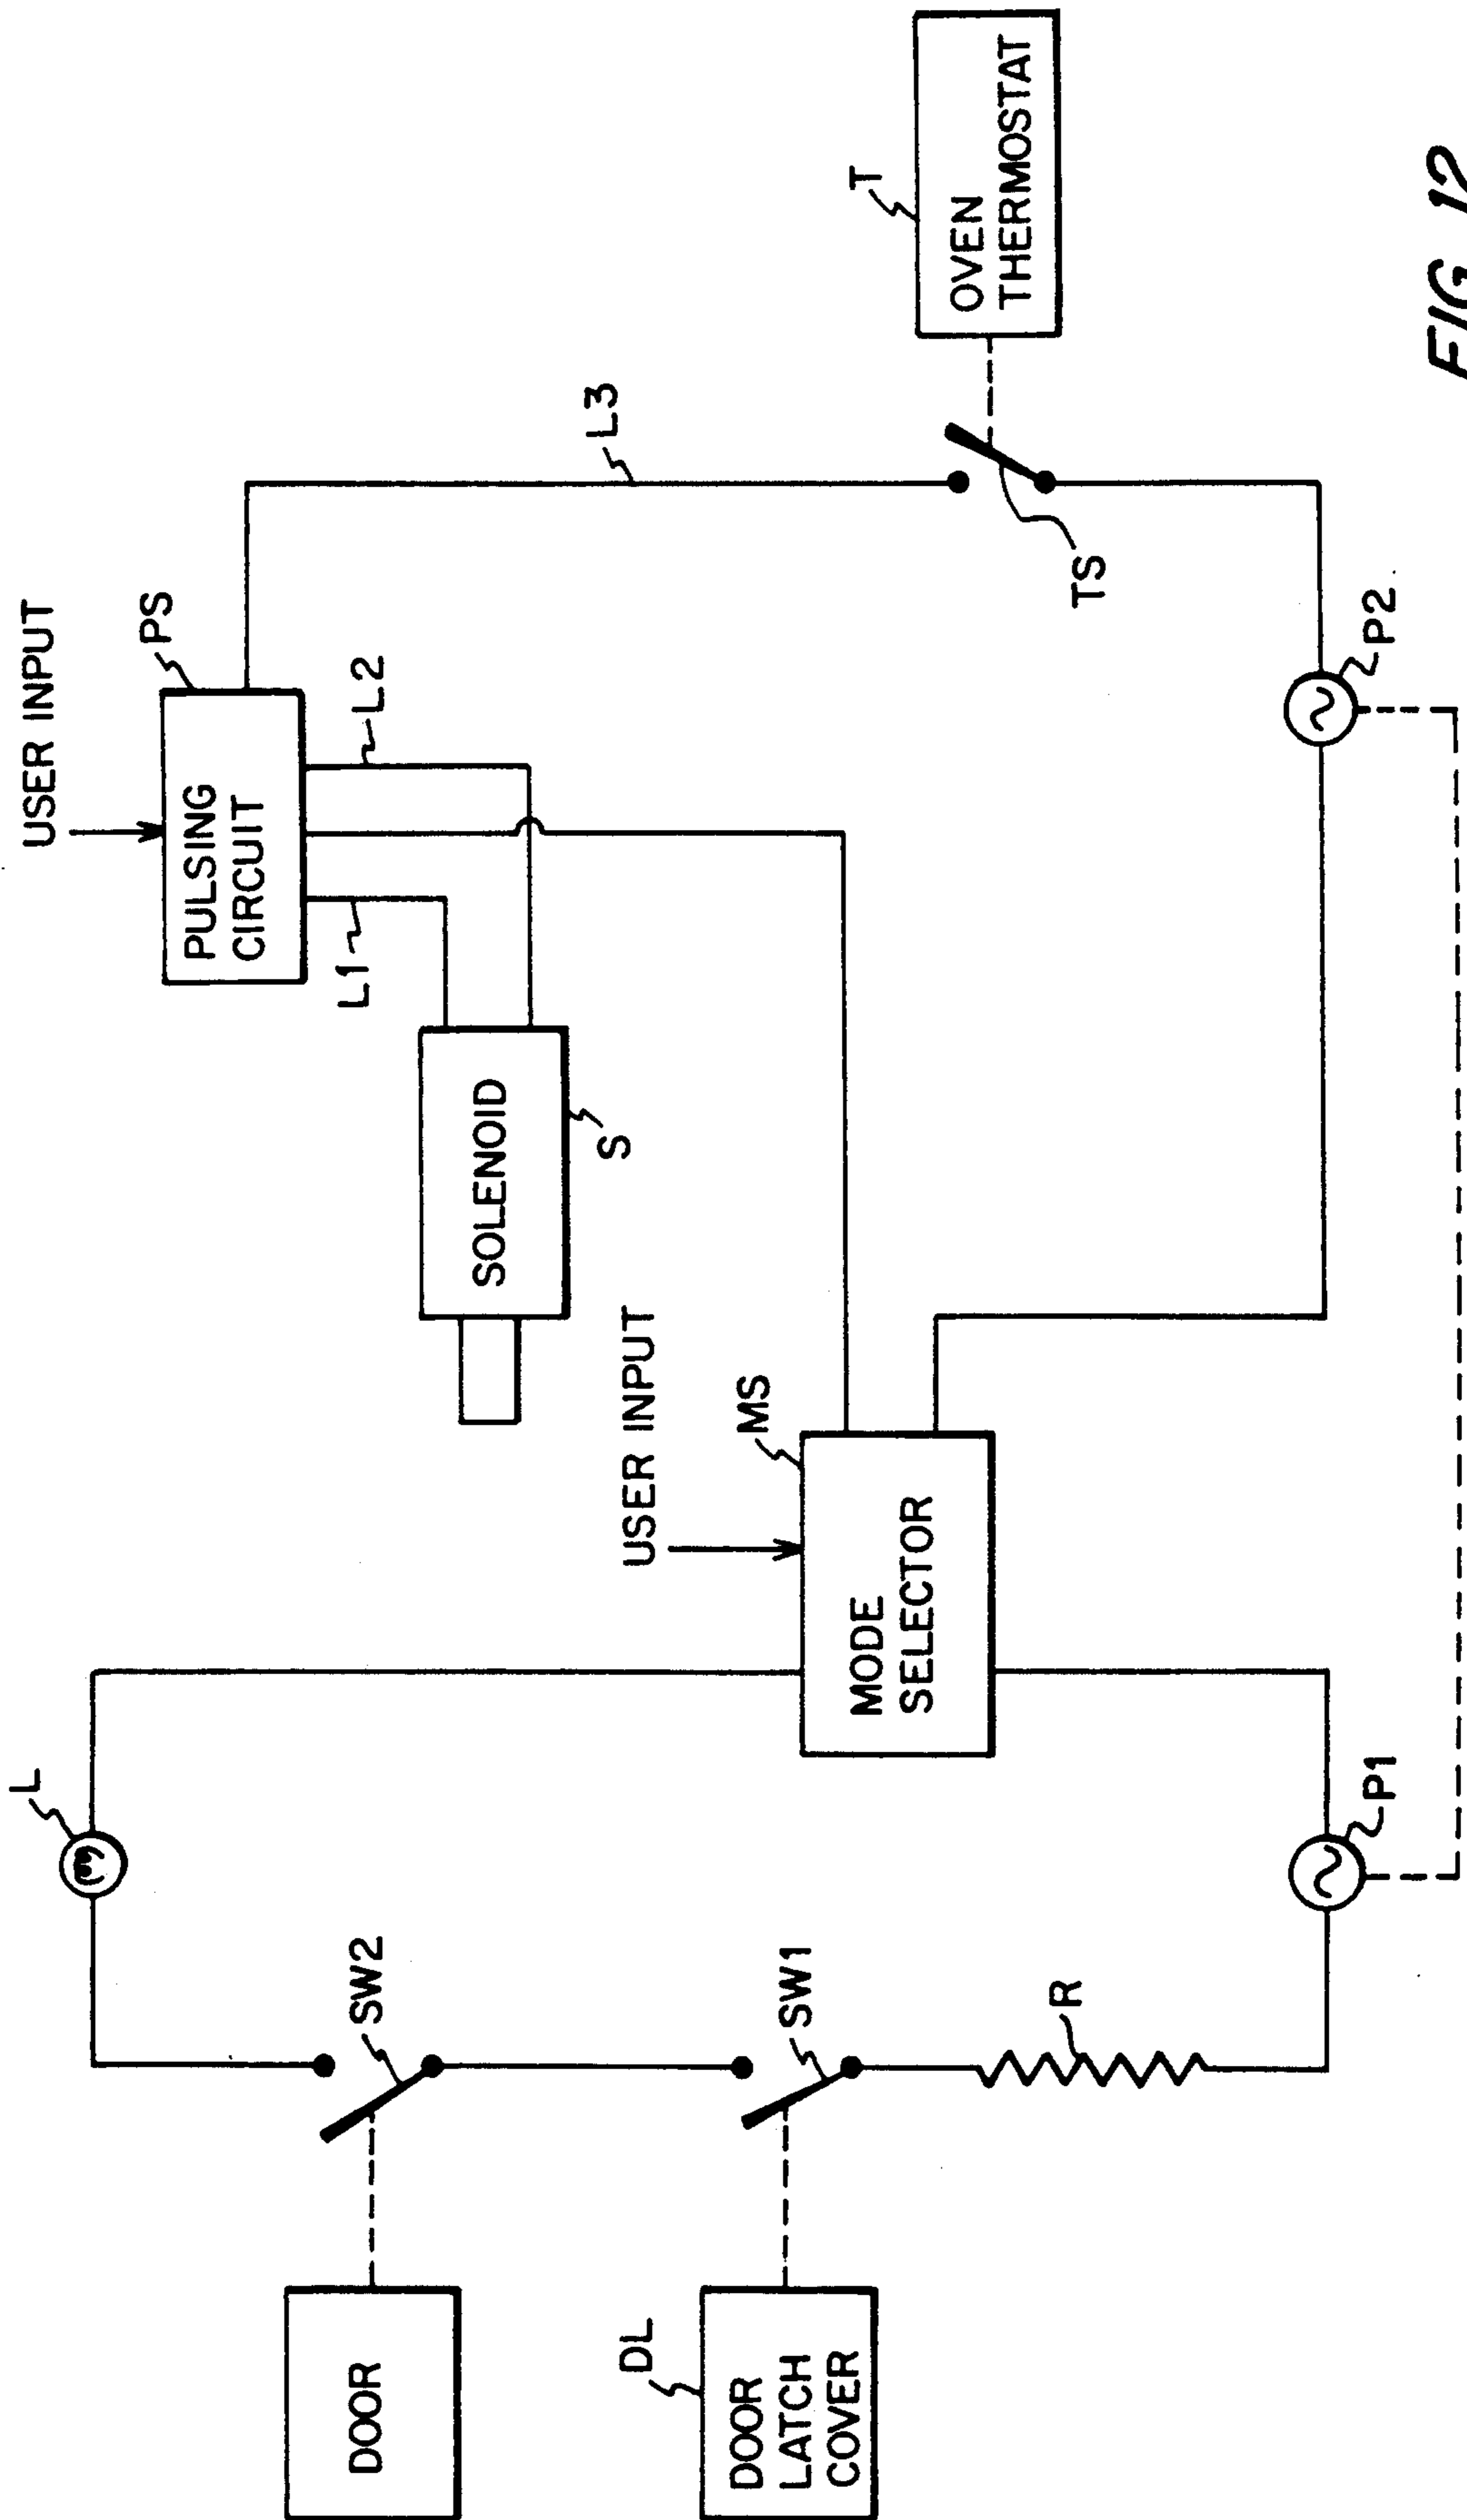 USER INPUT
PS
PULSING
CIRCUIT
L1
L2
L3
SOLENOID
S
T
OVEN
THERMOSTAT
TS
USER INPUT
MS
MODE
SELECTOR
L
SW2
DOOR
SW1
DL
DOOR
LATCH
COVER
R
P1
P2
FIG. 12